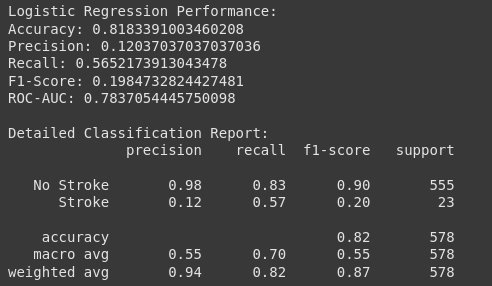 Logistic Regression Performance:
Accuracy: 0.8183391003460208
Precision: 0.12037037037037036
Recall: 0.5652173913043478
F1-Score: 0.1984732824427481
ROC-AUC: 0.7837054445750098

Detailed Classification Report:
              precision    recall  f1-score   support

   No Stroke       0.98      0.83      0.90       555
      Stroke       0.12      0.57      0.20        23

    accuracy                           0.82       578
   macro avg       0.55      0.70      0.55       578
weighted avg       0.94      0.82      0.87       578